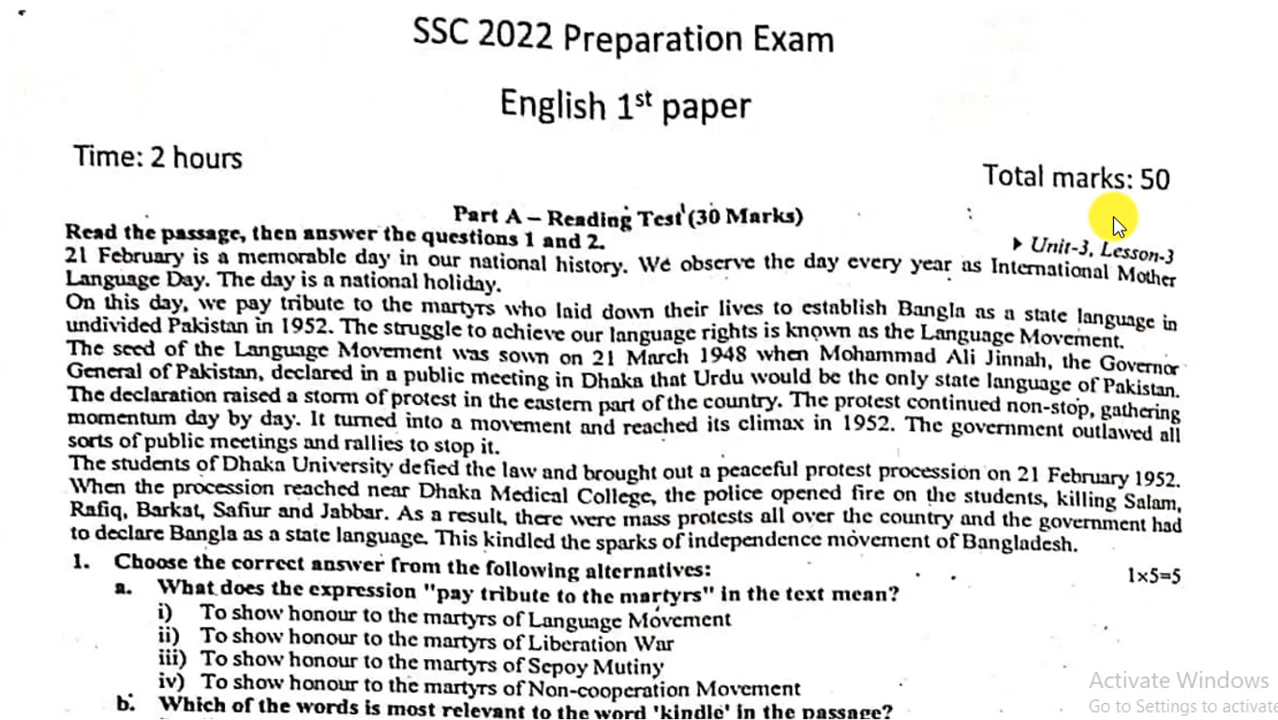 SSC 2022 Preparation Exam
English 1st paper
Time: 2 hours
Total marks: 50
Part A – Reading Test (30 Marks)
Read the passage, then answer the questions 1 and 2.
Unit-3, Lesson-3
21 February is a memorable day in our national history. We observe the day every year as International Mother
Language Day. The day is a national holiday.
On this day, we pay tribute to the martyrs who laid down their lives to establish Bangla as a state language in
undivided Pakistan in 1952. The struggle to achieve our language rights is known as the Language Movement.
The seed of the Language Movement was sown on 21 March 1948 when Mohammad Ali Jinnah, the Governor
General of Pakistan, declared in a public meeting in Dhaka that Urdu would be the only state language of Pakistan.
The declaration raised a storm of protest in the eastern part of the country. The protest continued non-stop, gathering
momentum day by day. It turned into a movement and reached its climax in 1952. The government outlawed all
sorts of public meetings and rallies to stop it.
The students of Dhaka University defied the law and brought out a peaceful protest procession on 21 February 1952.
When the procession reached near Dhaka Medical College, the police opened fire on the students, killing Salam,
Rafiq, Barkat, Safiur and Jabbar. As a result, there were mass protests all over the country and the government had
to declare Bangla as a state language. This kindled the sparks of independence movement of Bangladesh.
1. Choose the correct answer from the following alternatives: 1×5=5
a. What does the expression "pay tribute to the martyrs" in the text mean?
i) To show honour to the martyrs of Language Movement
ii) To show honour to the martyrs of Liberation War
iii) To show honour to the martyrs of Sepoy Mutiny
iv) To show honour to the martyrs of Non-cooperation Movement
b. Which of the words is most relevant to the word 'kindle' in the passage?
Activate Windows
Go to Settings to activate